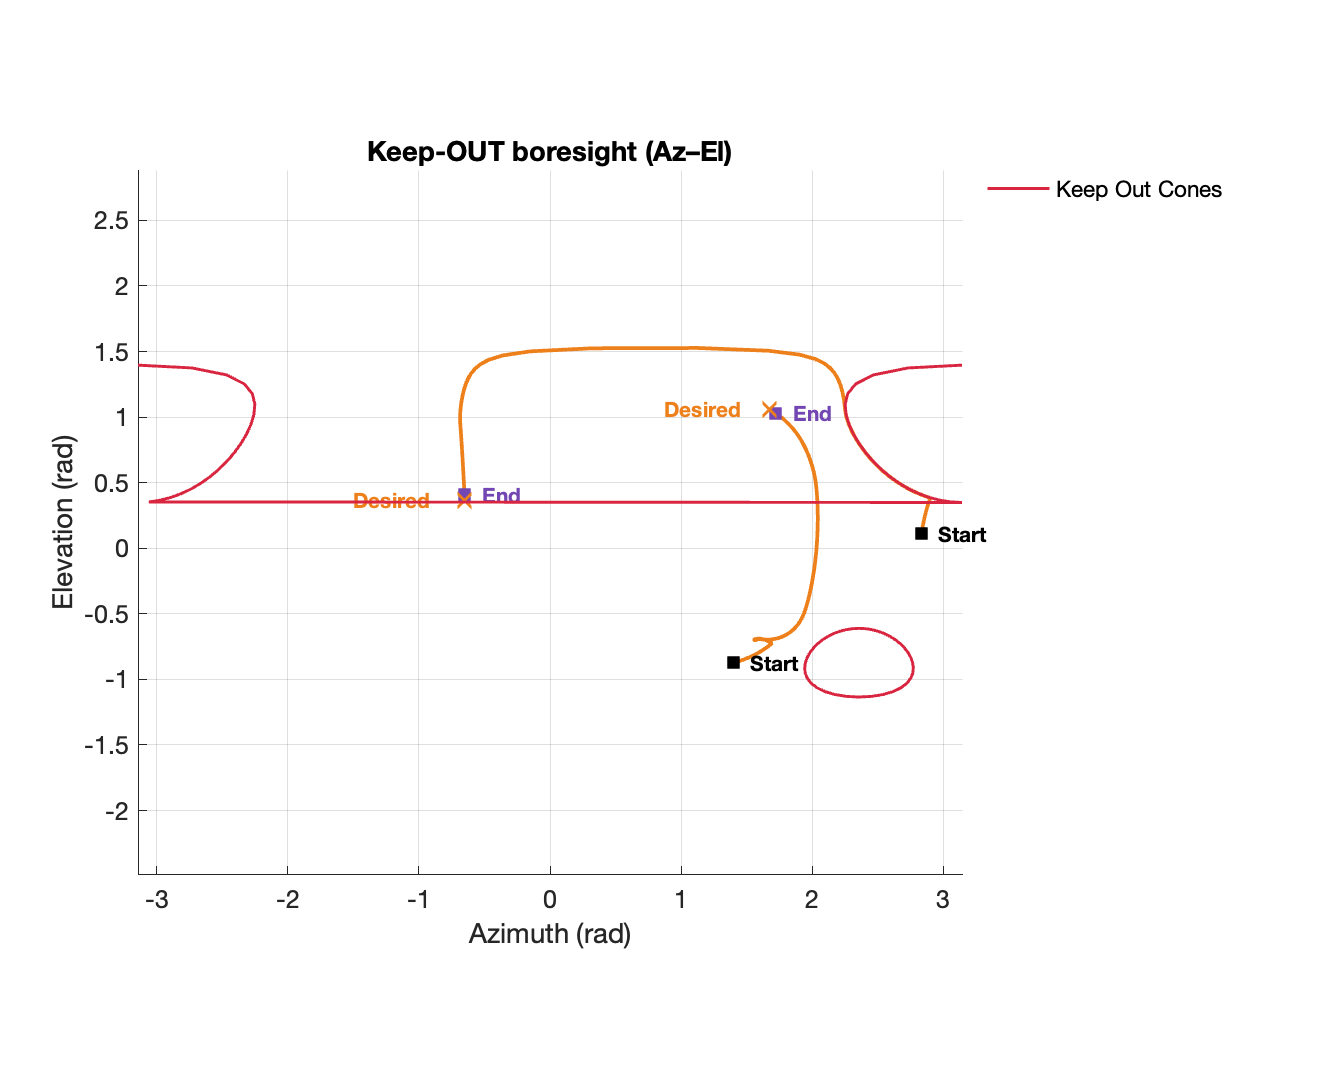 Keep-OUT boresight (Az–El)
Keep Out Cones
2.5
2
1.5
1
0.5
0
-0.5
-1
-1.5
-2
Elevation (rad)
Desired
End
Desired
End
Start
Start
-3
-2
-1
0
1
2
3
Azimuth (rad)